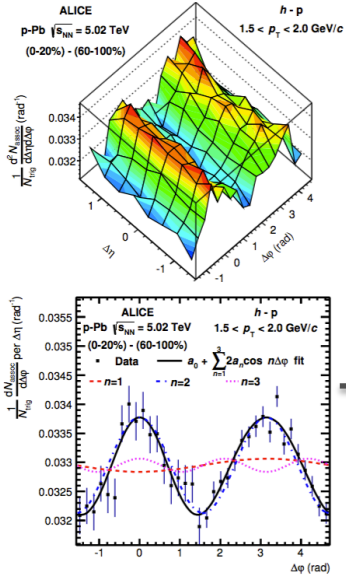 ALICE
h - p
p-Pb √sNN = 5.02 TeV
1.5 < pT < 2.0 GeV/c
(0-20%) - (60-100%)
1/Ntrig d²Nassoc/dΔηdΔφ (rad⁻¹)
0.034
0.033
0.032
1
0
-1
Δη
-1
0
1
2
3
4
Δφ (rad)
ALICE
h - p
p-Pb √sNN = 5.02 TeV
1.5 < pT < 2.0 GeV/c
(0-20%) - (60-100%)
Data
a0 + Σ³n=1 2an cos nΔφ fit
n=1
n=2
n=3
1/Ntrig dNassoc/dΔφ per Δη (rad⁻¹)
0.0355
0.035
0.0345
0.034
0.0335
0.033
0.0325
0.032
-1
0
1
2
3
4
Δφ (rad)